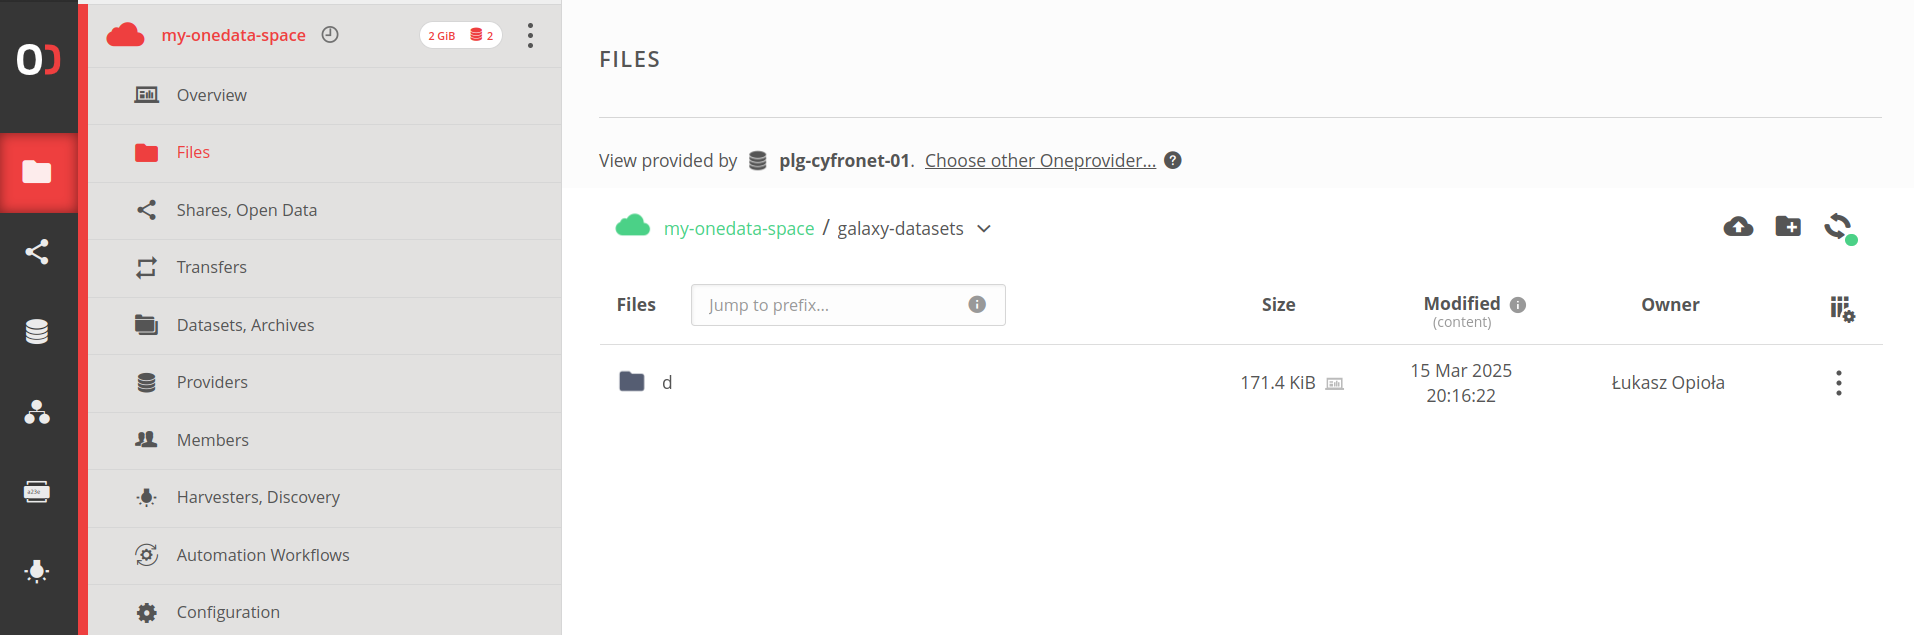 my-onedata-space 2 GiB 2
Overview
Files
Shares, Open Data
Transfers
Datasets, Archives
Providers
Members
Harvesters, Discovery
Automation Workflows
Configuration
FILES
View provided by plg-cyfronet-01. Choose other Oneprovider... ?
my-onedata-space / galaxy-datasets
Files Jump to prefix... Size Modified Owner
(content)
d 171.4 KiB 15 Mar 2025 Łukasz Opioła
20:16:22